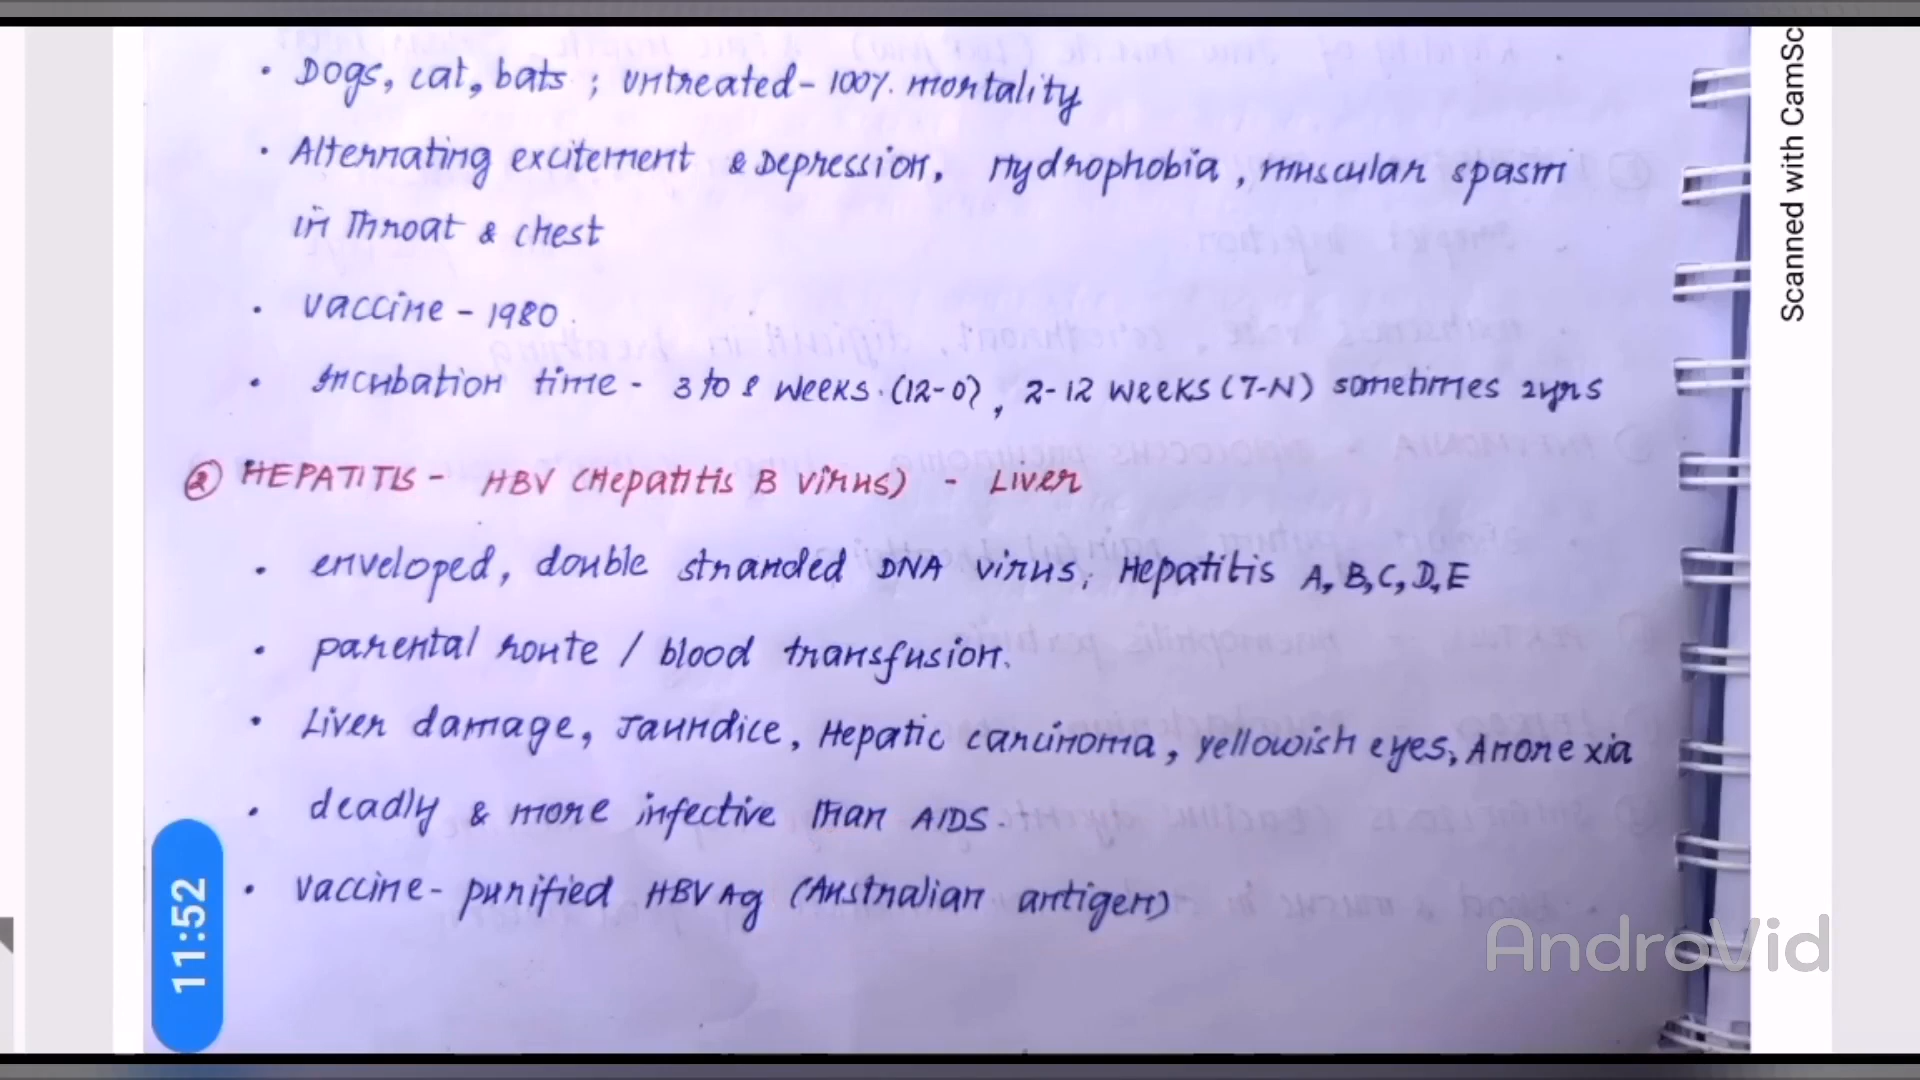 • Dogs, cat, bats ; untreated - 100% mortality
• Alternating excitement & Depression, Hydrophobia, muscular spasm
in Throat & chest
• vaccine - 1980.
• Incubation time - 3 to 8 weeks. (12-0), 2-12 weeks (T-N) sometimes 2yrs
② HEPATITIS - HBV (Hepatitis B virus) - Liver
• enveloped, double stranded DNA virus, Hepatitis A, B, C, D, E
• parental route / blood transfusion.
• Liver damage, Jaundice, Hepatic carcinoma, yellowish eyes, Anorexia
• deadly & more infective than AIDS.
• vaccine - purified HBV Ag (Australian antigen)
Scanned with CamSc
11:52
AndroVid